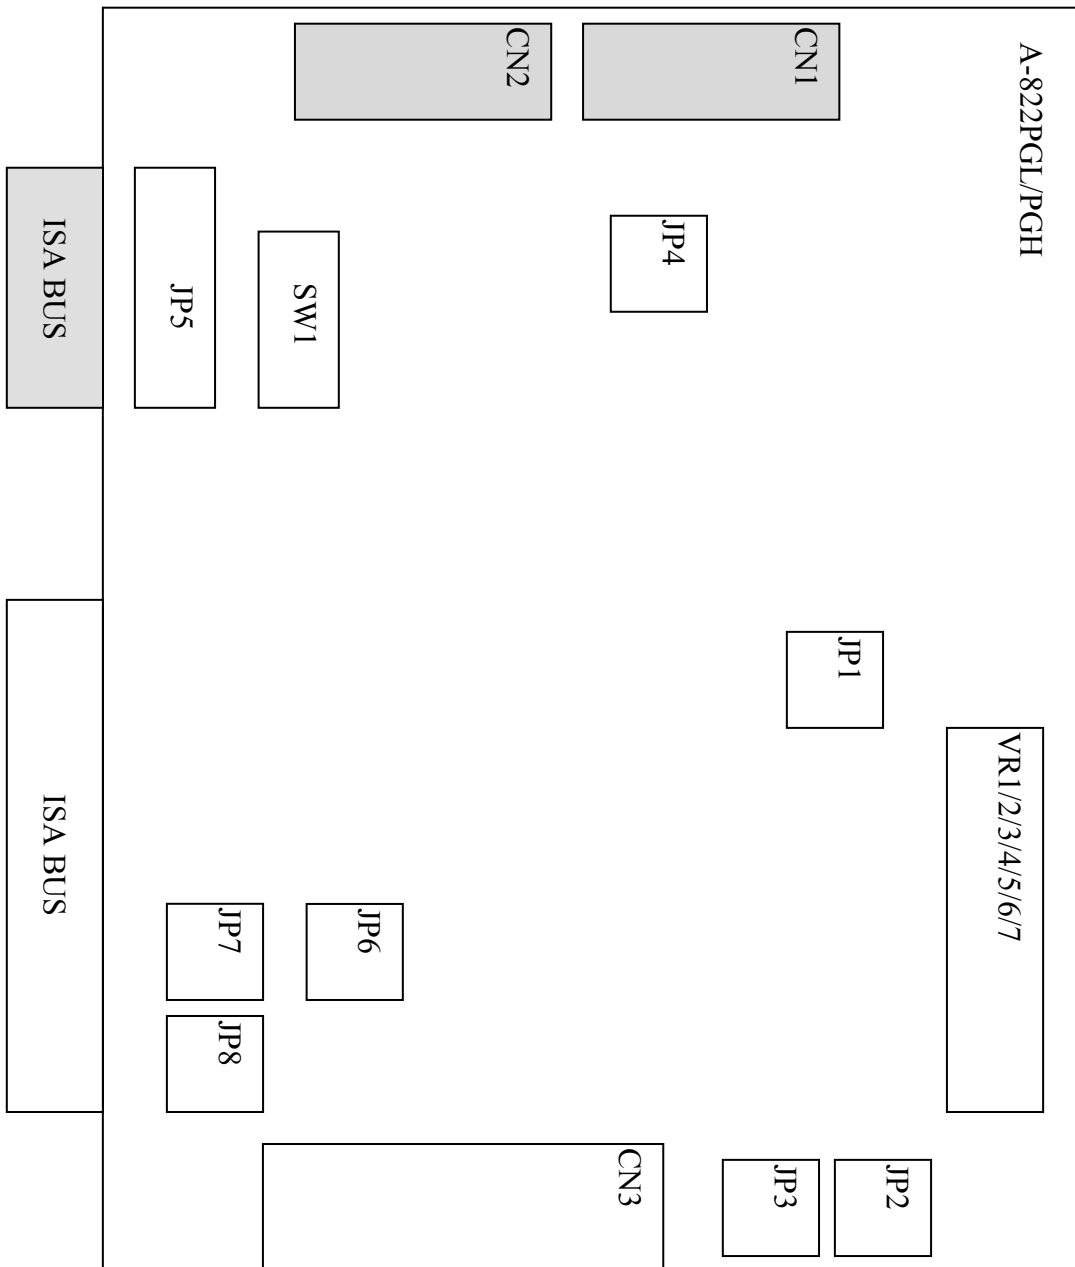 A-822PGL/PGH
VR1/2/3/4/5/6/7
JP2
JP1
CN1
JP3
JP4
CN3
CN2
JP6
SW1
JP7
JP8
JP5
ISA BUS
ISA BUS